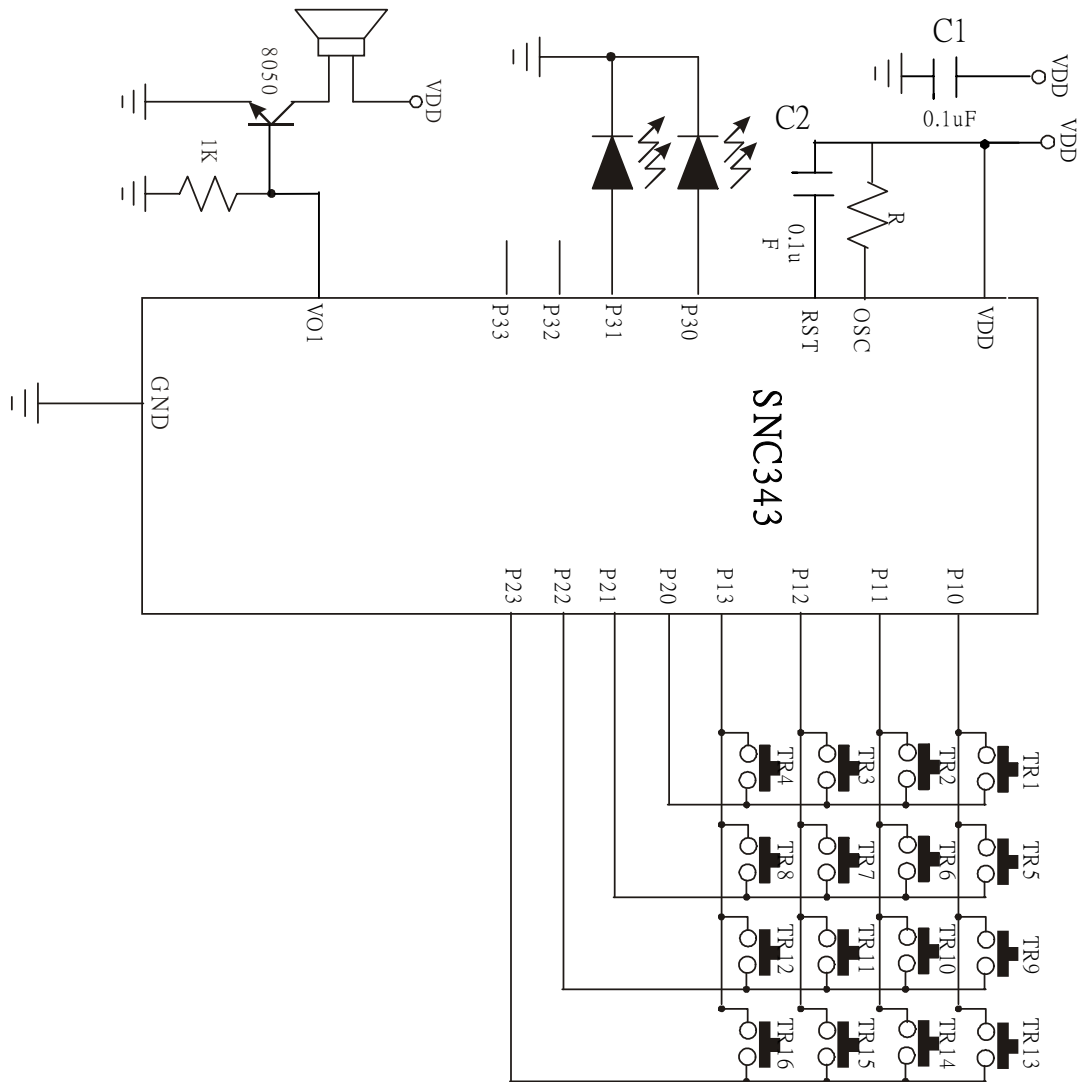 C1
VDD
0.1uF
VDD
C2
8050
VDD
1K
R
0.1u
F
VO1
P33
P32
P31
P30
RST
OSC
VDD
GND
SNC343
P23
P22
P21
P20
P13
P12
P11
P10
TR4
TR3
TR2
TR1
TR8
TR7
TR6
TR5
TR12
TR11
TR10
TR9
TR16
TR15
TR14
TR13